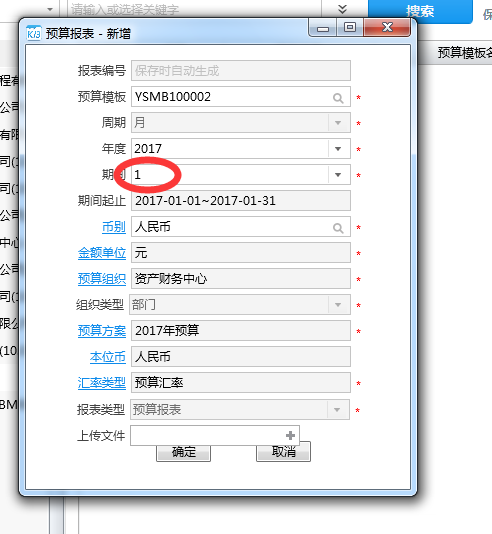 请输入或选择关键字
搜索
K/3 预算报表 - 新增
预算模板名
报表编号 保存时自动生成
预算模板 YSMB100002 *
周期 月 *
年度 2017 *
期间 1 *
期间起止 2017-01-01~2017-01-31
币别 人民币 *
金额单位 元 *
预算组织 资产财务中心 *
组织类型 部门 *
预算方案 2017年预算 *
本位币 人民币
汇率类型 预算汇率 *
报表类型 预算报表 *
上传文件
确定 取消
程有
公司
有限
司(1
公司
中心
公司
司(1
限公
(10
BM